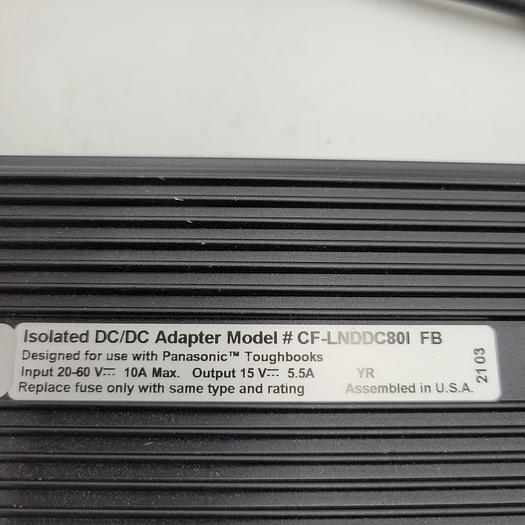 Isolated DC/DC Adapter Model # CF-LNDDC80I FB
Designed for use with Panasonic™ Toughbooks
Input 20-60 V⎓ 10A Max. Output 15 V⎓ 5.5A YR
Replace fuse only with same type and rating Assembled in U.S.A.
2103